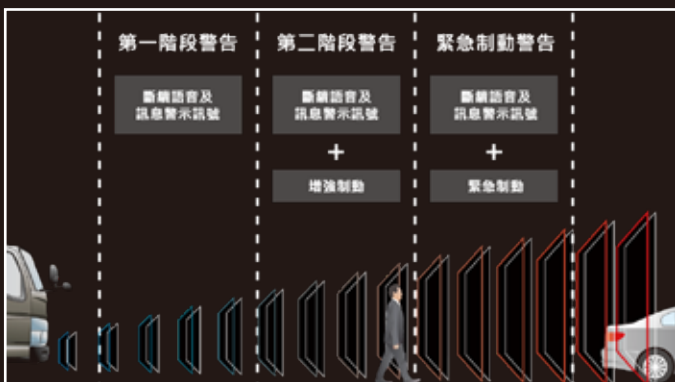 第一階段警告
斷續語音及
訊息警示訊號
第二階段警告
斷續語音及
訊息警示訊號
+
增強制動
緊急制動警告
斷續語音及
訊息警示訊號
+
緊急制動